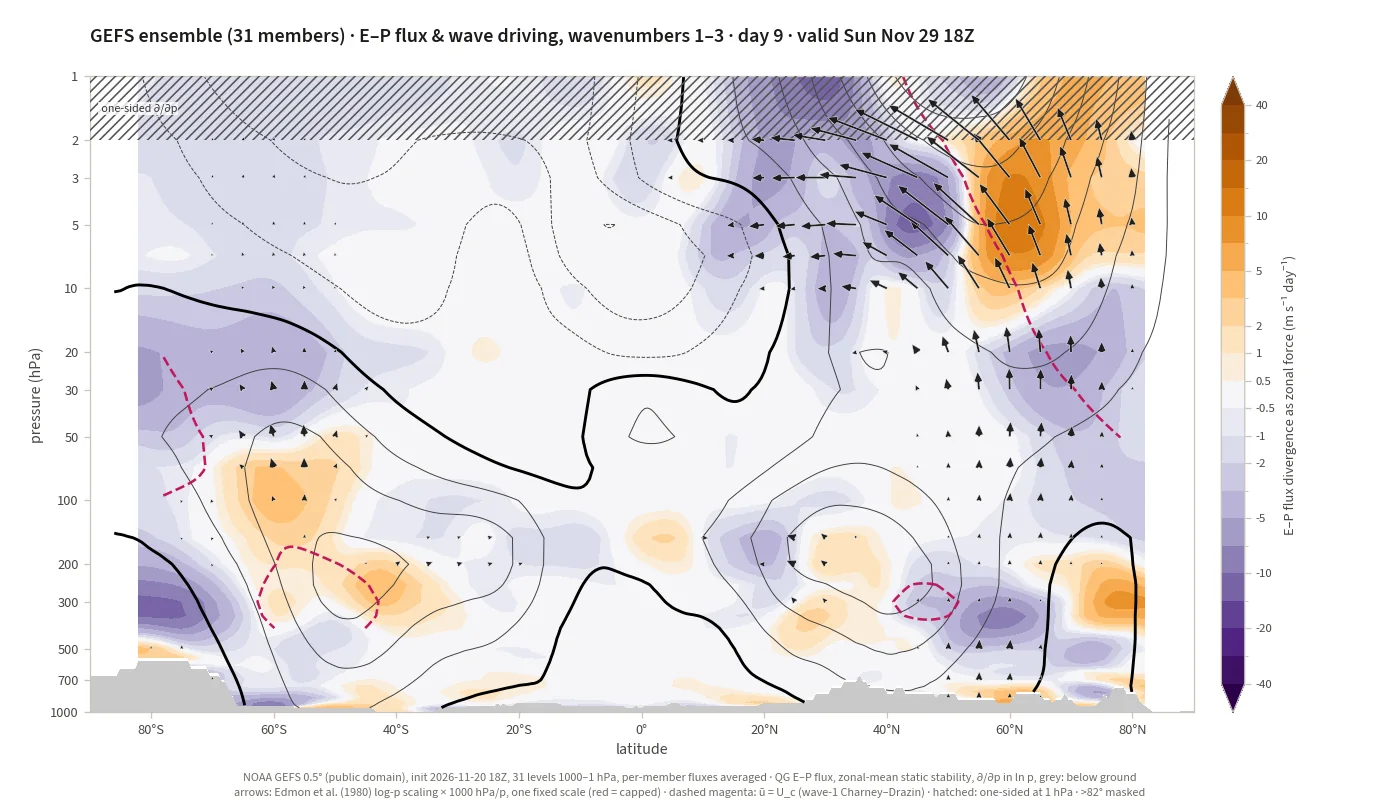 GEFS ensemble (31 members) · E–P flux & wave driving, wavenumbers 1–3 · day 9 · valid Sun Nov 29 18Z
one-sided ∂/∂p
pressure (hPa)
1
2
3
5
10
20
30
50
100
200
300
500
700
1000
80°S
60°S
40°S
20°S
0°
20°N
40°N
60°N
80°N
latitude
40
20
10
5
2
1
0.5
-0.5
-1
-2
-5
-10
-20
-40
E–P flux divergence as zonal force (m s⁻¹ day⁻¹)
NOAA GEFS 0.5° (public domain), init 2026-11-20 18Z, 31 levels 1000–1 hPa, per-member fluxes averaged · QG E–P flux, zonal-mean static stability, ∂/∂p in ln p, grey: below ground
arrows: Edmon et al. (1980) log-p scaling × 1000 hPa/p, one fixed scale (red = capped) · dashed magenta: ū = U_c (wave-1 Charney–Drazin) · hatched: one-sided at 1 hPa · >82° masked